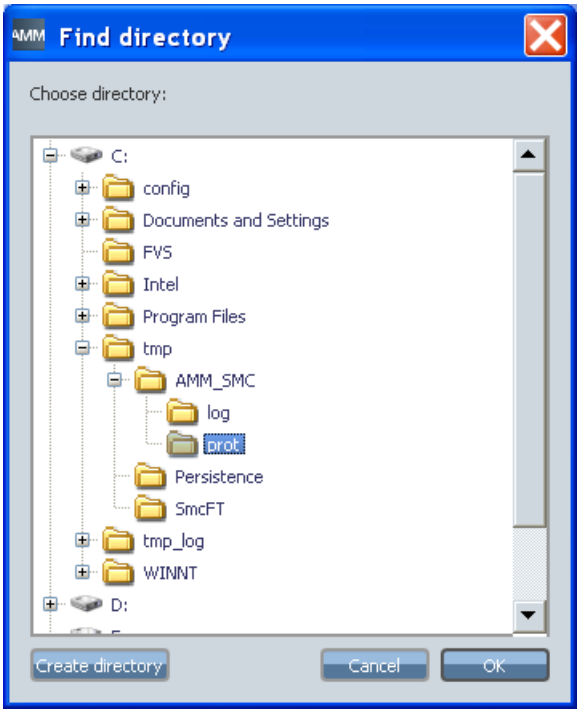 AMM Find directory
Choose directory:
C:
config
Documents and Settings
FVS
Intel
Program Files
tmp
AMM_SMC
log
prot
Persistence
SmcFT
tmp_log
WINNT
D:
Create directory Cancel OK